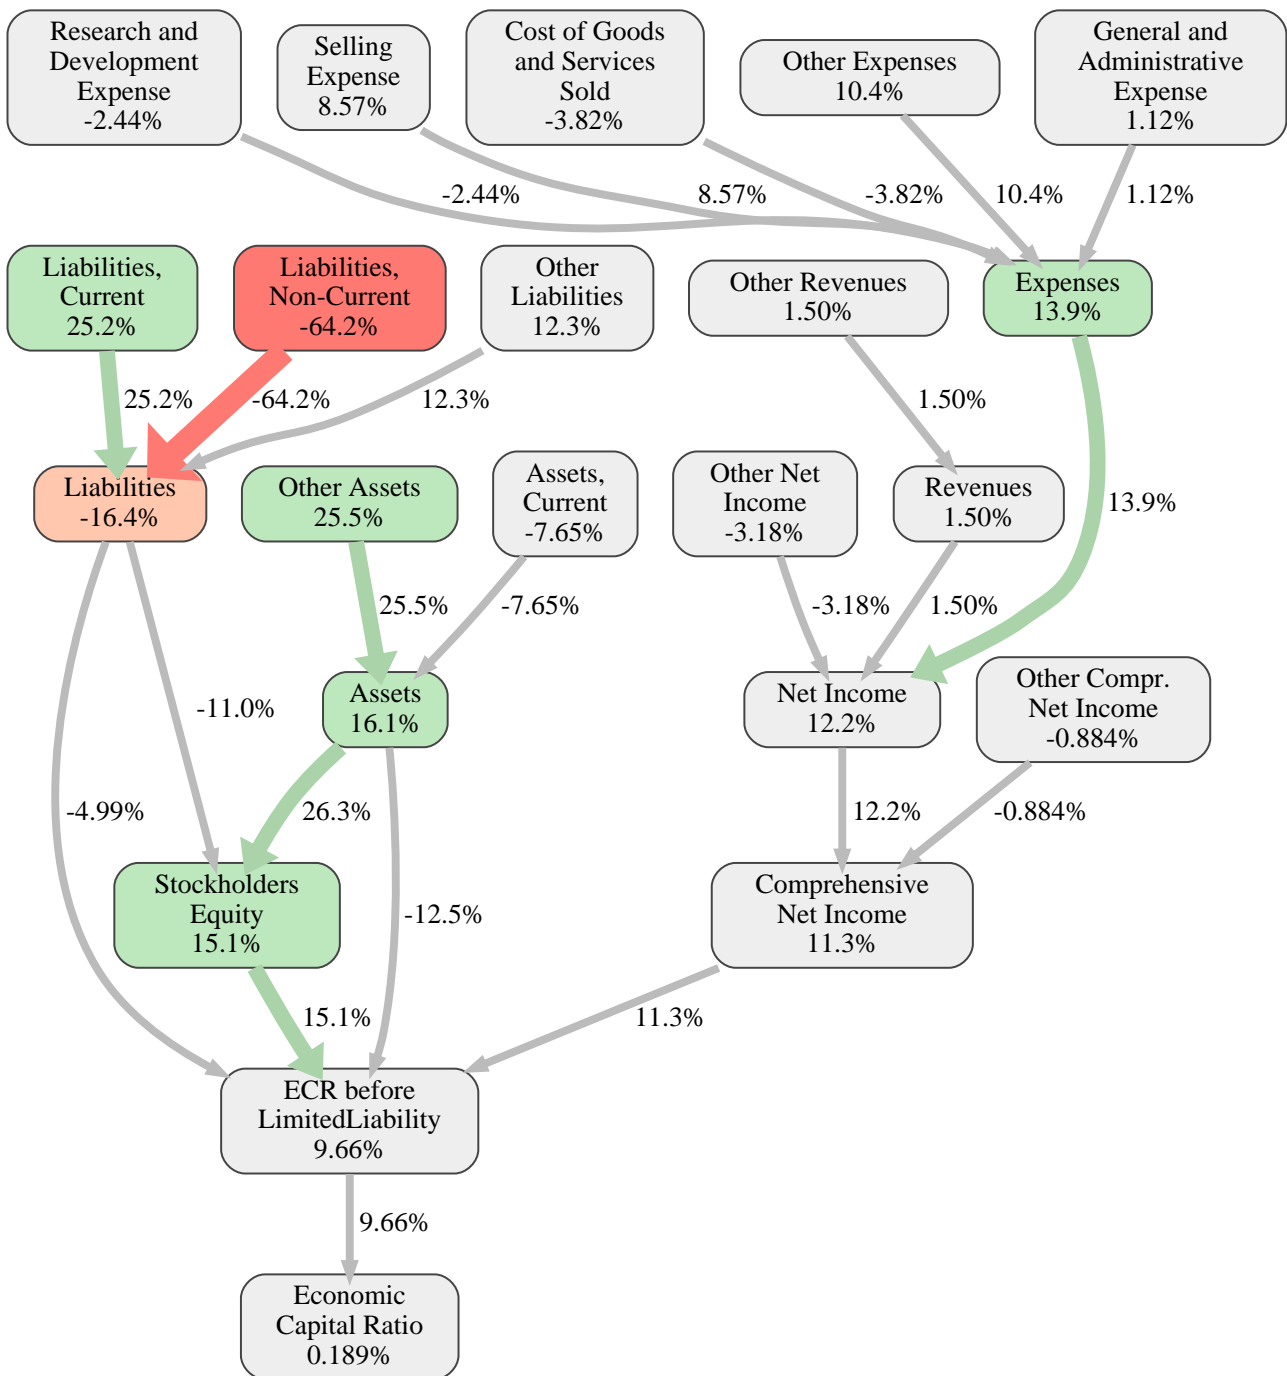 Research and
Development
Expense
-2.44%
Selling
Expense
8.57%
Cost of Goods
and Services
Sold
-3.82%
Other Expenses
10.4%
General and
Administrative
Expense
1.12%
-2.44%
8.57%
-3.82%
10.4%
1.12%
Liabilities,
Current
25.2%
Liabilities,
Non-Current
-64.2%
Other
Liabilities
12.3%
Other Revenues
1.50%
Expenses
13.9%
25.2%
-64.2%
12.3%
1.50%
Liabilities
-16.4%
Other Assets
25.5%
Assets,
Current
-7.65%
Other Net
Income
-3.18%
Revenues
1.50%
13.9%
25.5%
-7.65%
-3.18%
1.50%
-11.0%
Assets
16.1%
Net Income
12.2%
Other Compr.
Net Income
-0.884%
-4.99%
26.3%
12.2%
-0.884%
Stockholders
Equity
15.1%
-12.5%
Comprehensive
Net Income
11.3%
15.1%
11.3%
ECR before
LimitedLiability
9.66%
9.66%
Economic
Capital Ratio
0.189%